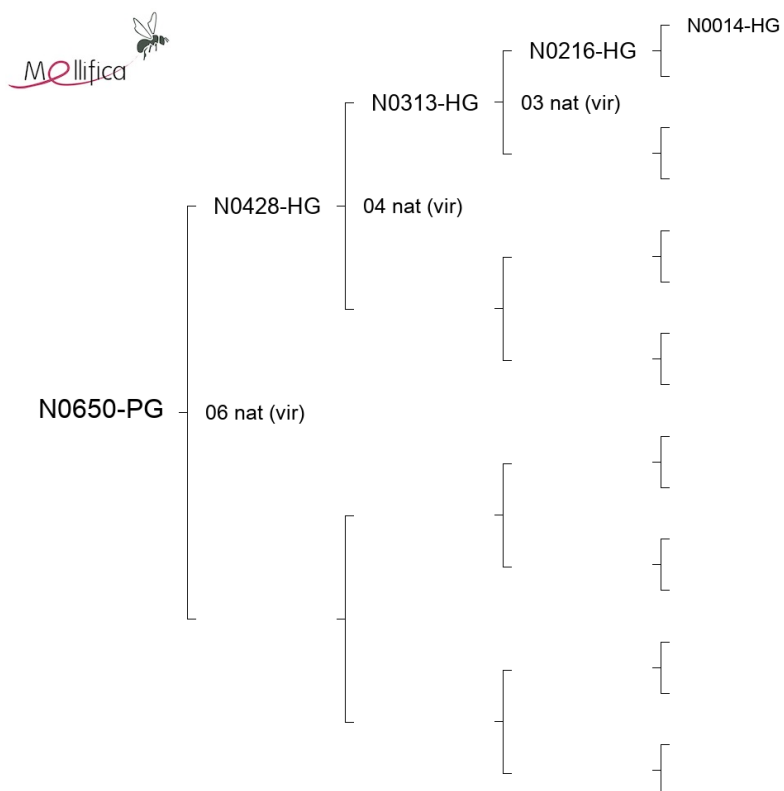 Mellifica
N0014-HG
N0216-HG
N0313-HG
03 nat (vir)
N0428-HG
04 nat (vir)
N0650-PG
06 nat (vir)